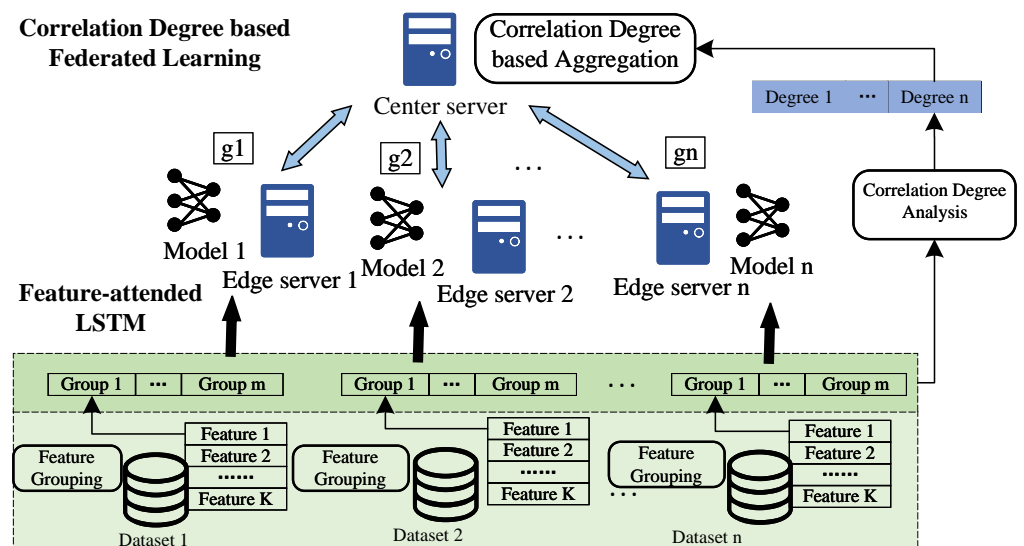 Correlation Degree based
Federated Learning
Correlation Degree
based Aggregation
Center server
Degree 1 ... Degree n
g1
g2
...
gn
Correlation Degree
Analysis
Model 1
Edge server 1
Model 2
Edge server 2
...
Edge server n
Model n
Feature-attended
LSTM
Group 1 ... Group m
Group 1 ... Group m
...
Group 1 ... Group m
Feature
Grouping
Feature 1
Feature 2
......
Feature K
Dataset 1
Feature
Grouping
Feature 1
Feature 2
......
Feature K
Dataset 2
...
Feature
Grouping
Feature 1
Feature 2
......
Feature K
Dataset n